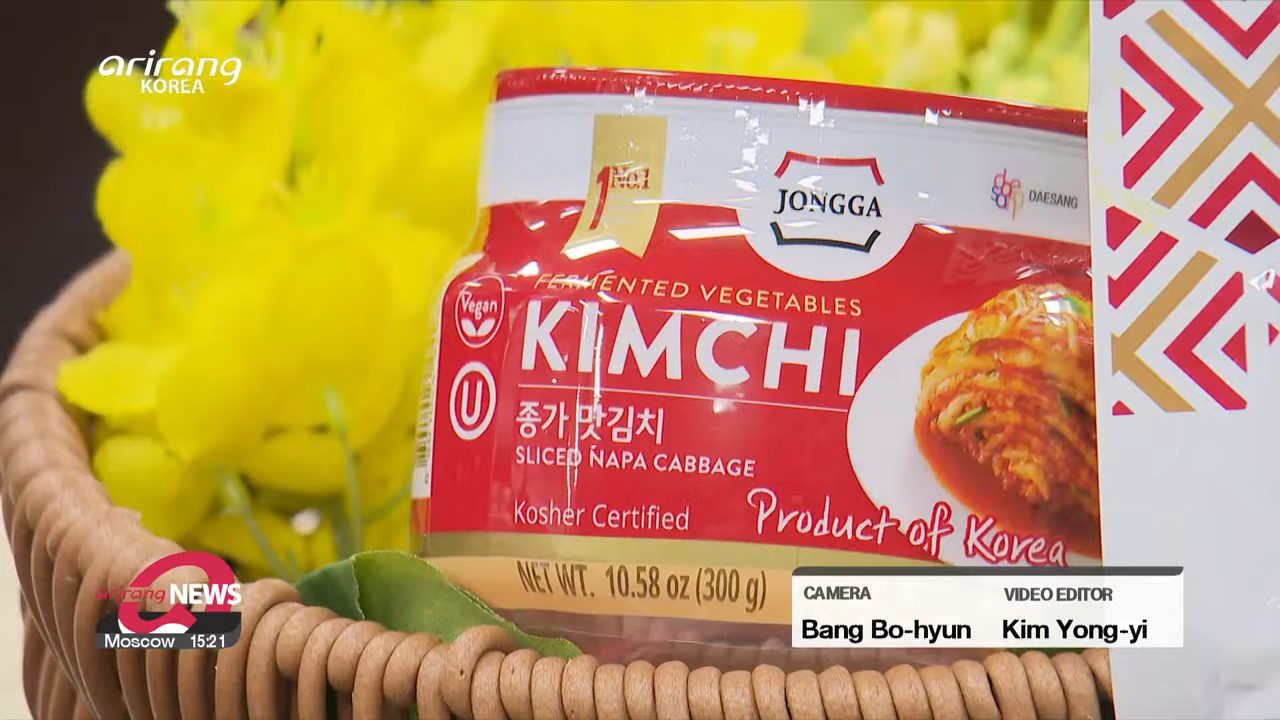 arirang
KOREA
1 No.1
JONGGA
daesang
DAESANG
FERMENTED VEGETABLES
Vegan
KIMCHI
U
종가 맛김치
SLICED NAPA CABBAGE
Kosher Certified
Product of Korea
NET WT. 10.58 oz (300 g)
CAMERA
VIDEO EDITOR
Bang Bo-hyun
Kim Yong-yi
arirang NEWS
Moscow 15:21